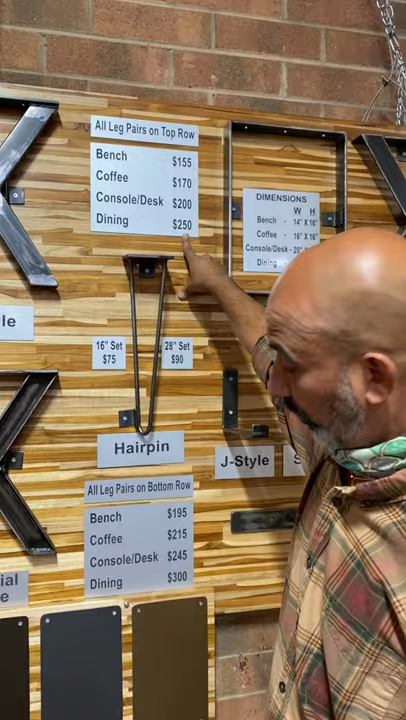 All Leg Pairs on Top Row
Bench $155
Coffee $170
Console/Desk $200
Dining $250
DIMENSIONS
W H
Bench - 14" X 16"
Coffee - 16" X 16"
Console/Desk - 20"
Dining
le
16" Set
$75
28" Set
$90
Hairpin
J-Style
S
All Leg Pairs on Bottom Row
Bench $195
Coffee $215
Console/Desk $245
Dining $300
ial
e